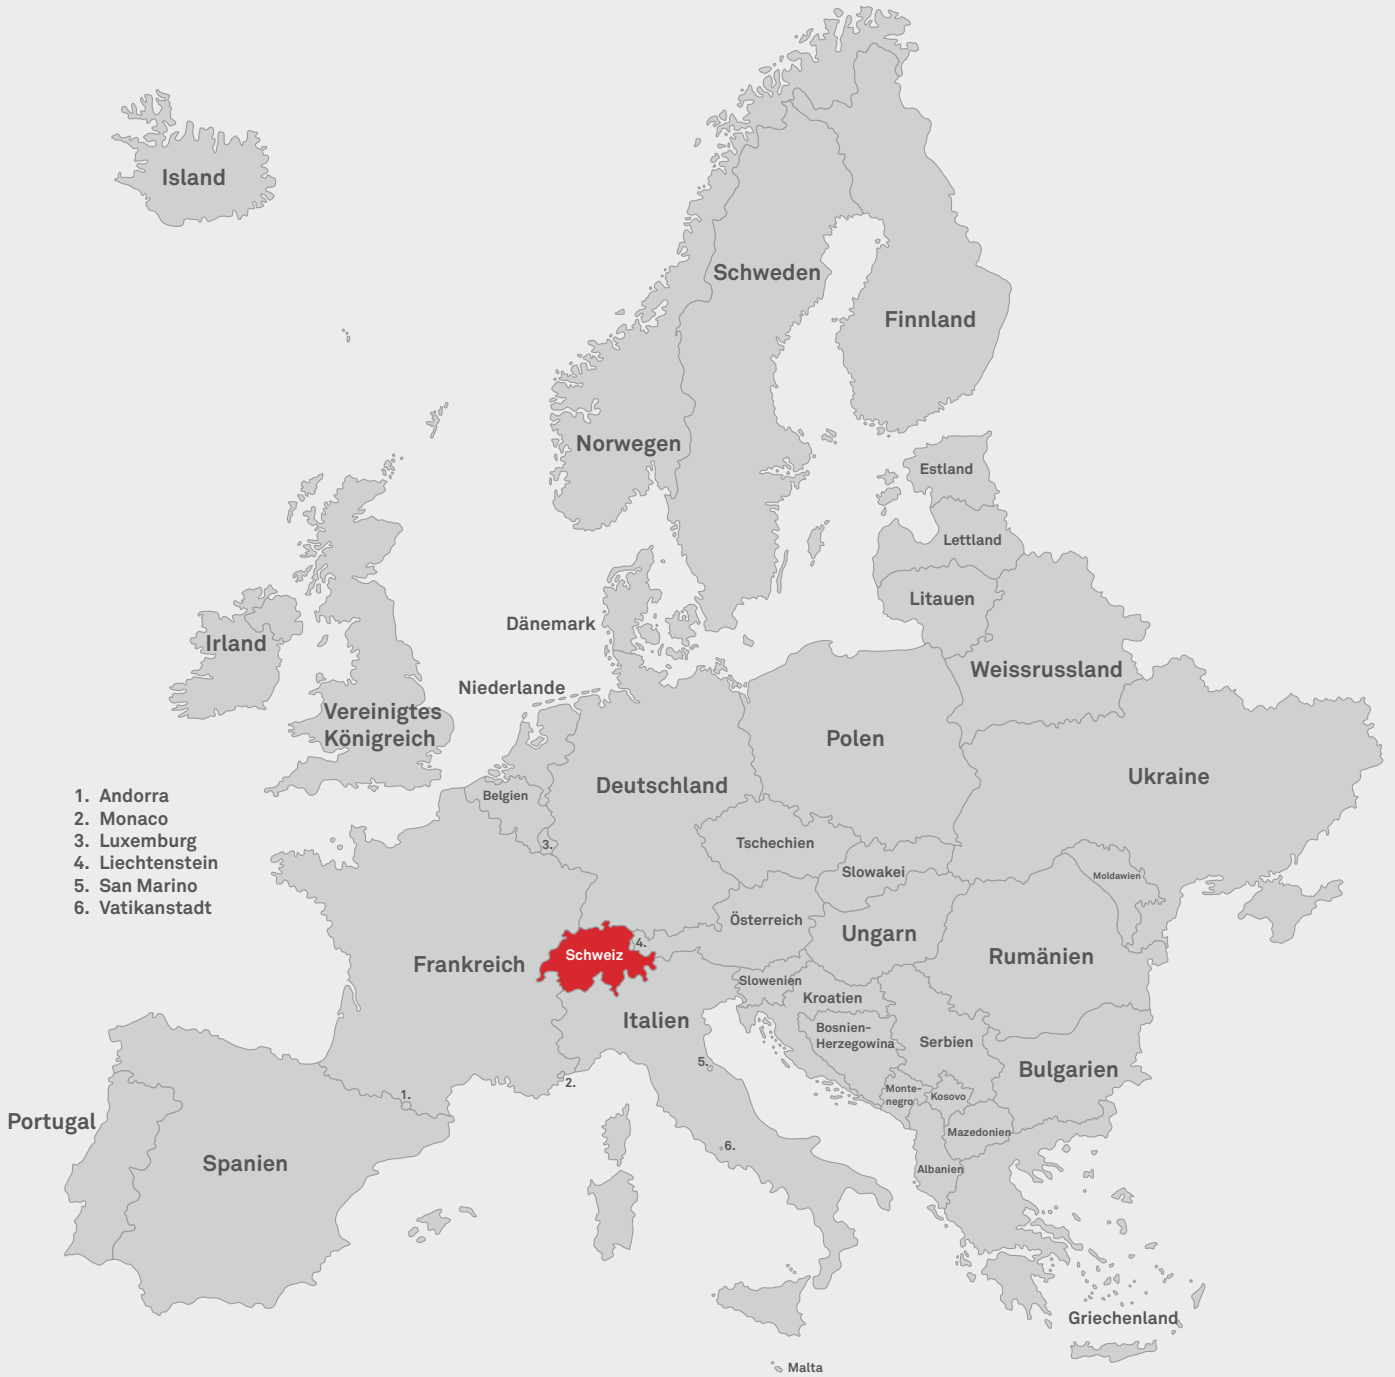 Island
Schweden
Finnland
Norwegen
Estland
Lettland
Litauen
Dänemark
Irland
Weissrussland
Niederlande
Vereinigtes
Königreich
Polen
Ukraine
Deutschland
Belgien
1. Andorra
2. Monaco
3. Luxemburg
4. Liechtenstein
5. San Marino
6. Vatikanstadt
3.
Tschechien
Slowakei
Moldawien
Österreich
Ungarn
4.
Schweiz
Frankreich
Rumänien
Slowenien
Kroatien
Italien
Bosnien-
Herzegowina
Serbien
5.
Bulgarien
2.
1.
Monte-
negro
Kosovo
Portugal
Mazedonien
6.
Spanien
Albanien
Griechenland
Malta